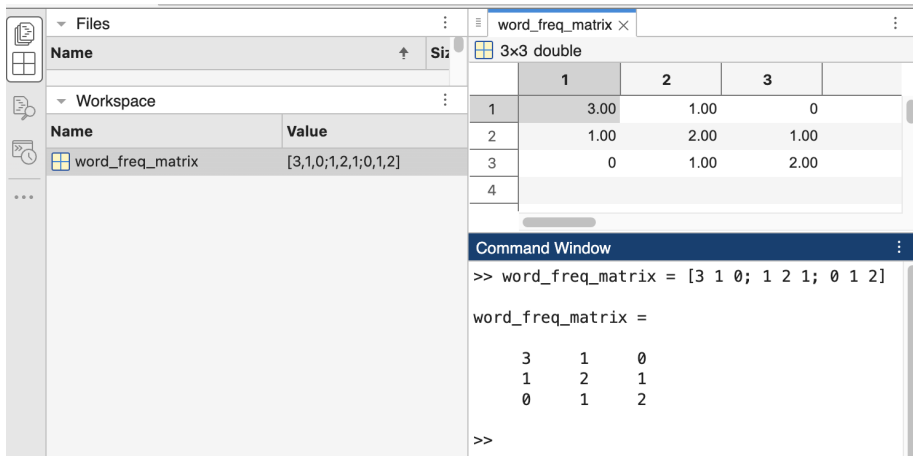 Files
Name Siz
Workspace
Name Value
word_freq_matrix [3,1,0;1,2,1;0,1,2]
word_freq_matrix
3×3 double
1 2 3
1 3.00 1.00 0
2 1.00 2.00 1.00
3 0 1.00 2.00
4
Command Window
>> word_freq_matrix = [3 1 0; 1 2 1; 0 1 2]
word_freq_matrix =
3 1 0
1 2 1
0 1 2
>>